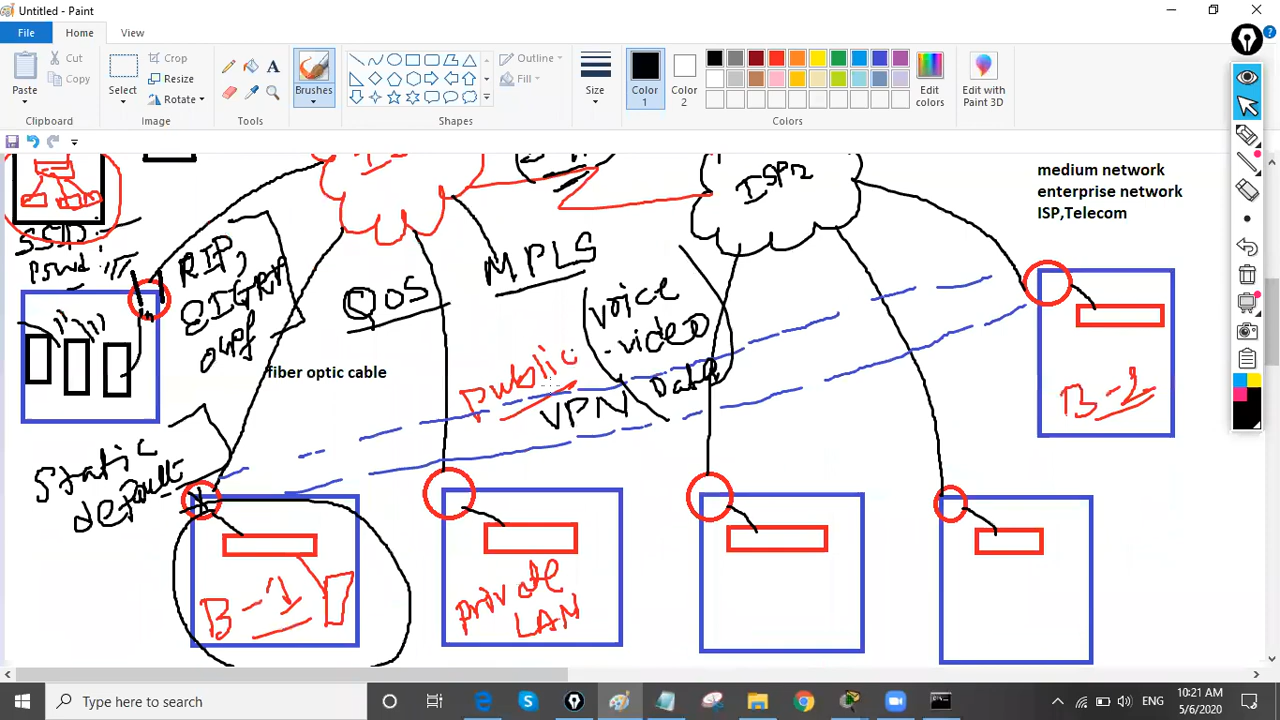 Untitled - Paint
File
Home
View
Paste
Cut
Copy
Clipboard
Select
Crop
Resize
Rotate
Image
Tools
Brushes
Outline
Fill
Shapes
Size
Color
1
Color
2
Edit
colors
Edit with
Paint 3D
Colors
medium network
enterprise network
ISP,Telecom
ISP12
SSID:
pswd:
RIP,
EIGRP
ospf
QOS
MPLS
voice
video
Data
public
VPN
fiber optic cable
static
default
B-1
private
LAN
B-2
Type here to search
ENG
10:21 AM
5/6/2020